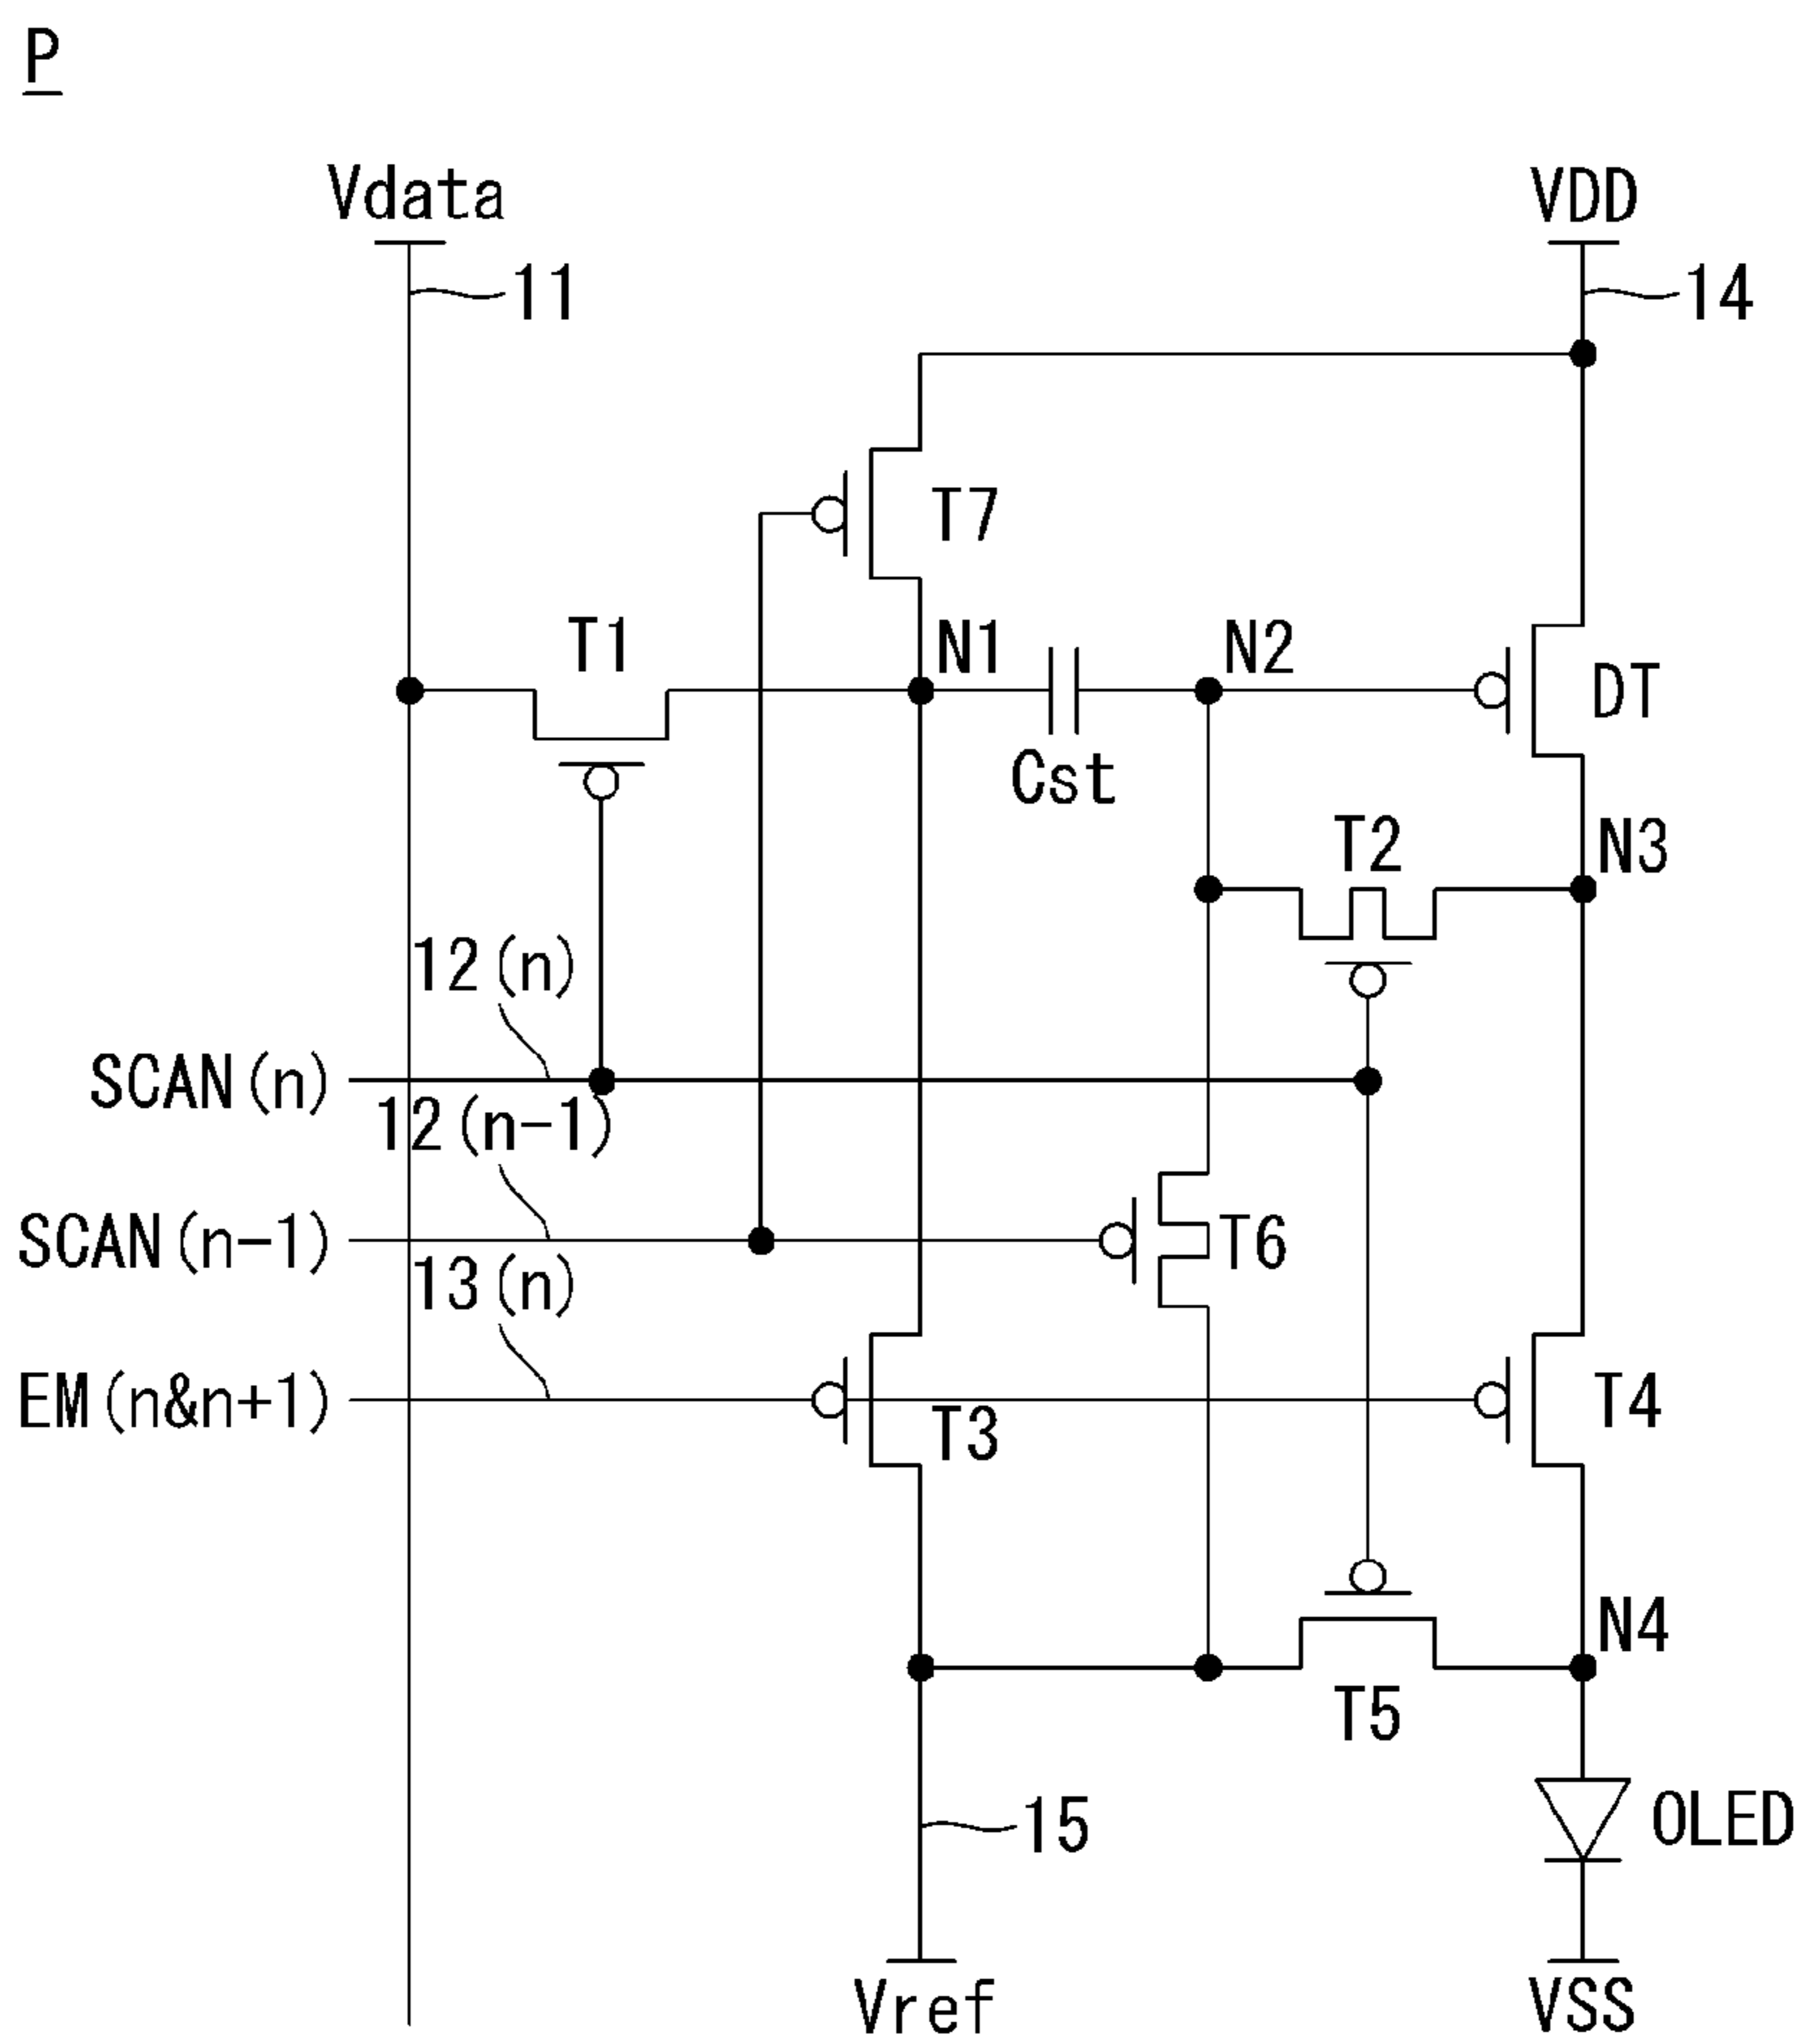 P
Vdata
VDD
11
14
T7
T1
N1
N2
DT
Cst
T2
N3
12(n)
SCAN(n)
12(n-1)
SCAN(n-1)
T6
13(n)
EM(n&n+1)
T3
T4
N4
T5
15
OLED
Vref
VSS